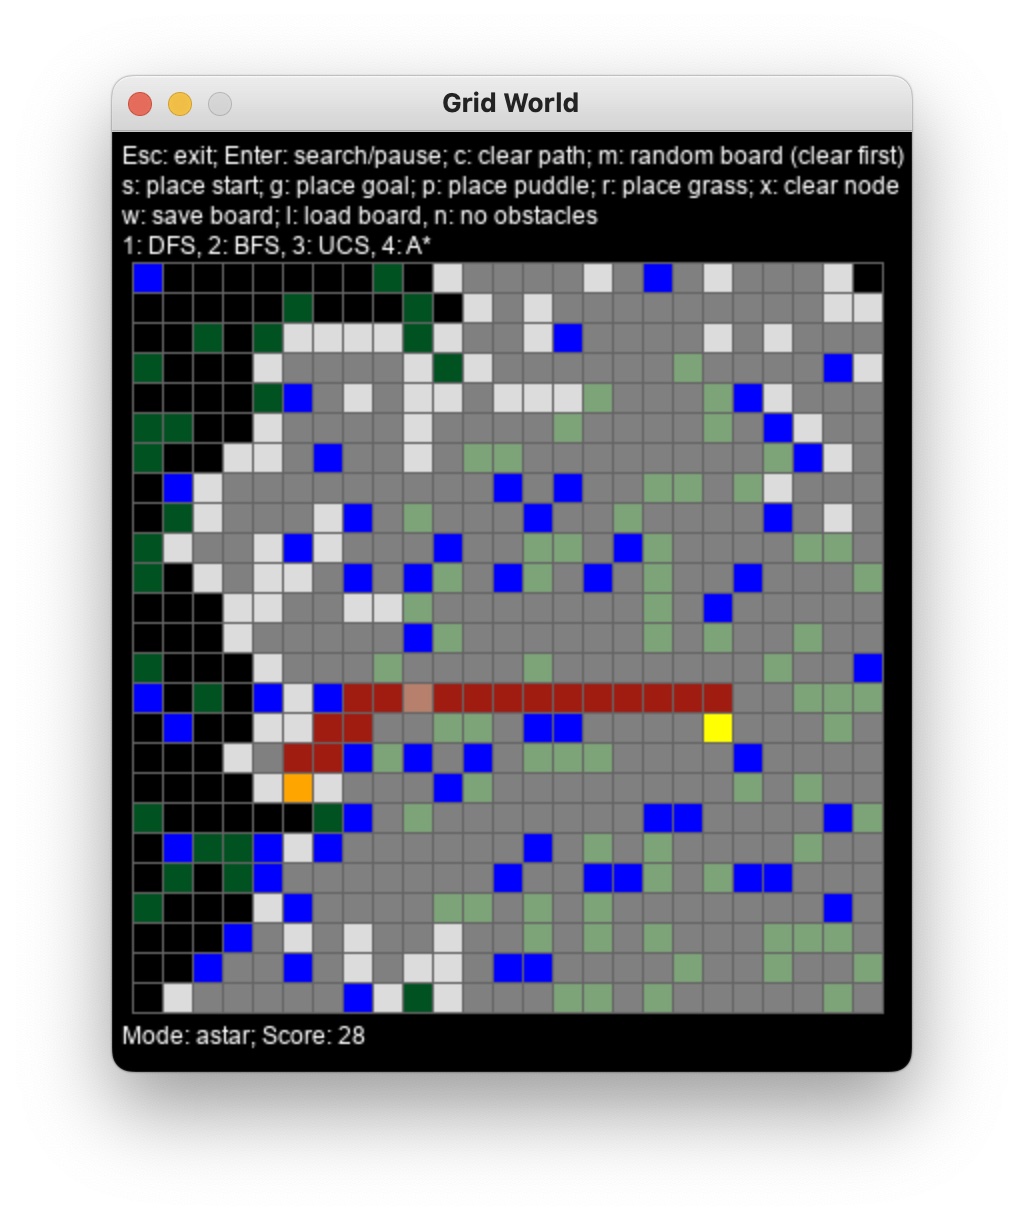 Grid World
Esc: exit; Enter: search/pause; c: clear path; m: random board (clear first)
s: place start; g: place goal; p: place puddle; r: place grass; x: clear node
w: save board; l: load board, n: no obstacles
1: DFS, 2: BFS, 3: UCS, 4: A*
Mode: astar; Score: 28